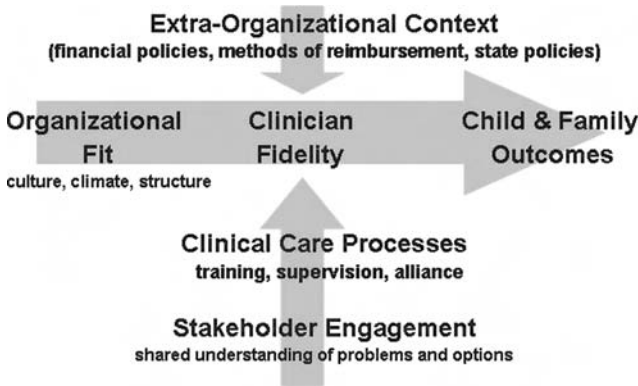 Extra-Organizational Context
(financial policies, methods of reimbursement, state policies)
Organizational Fit
culture, climate, structure
Clinician Fidelity
Child & Family Outcomes
Clinical Care Processes
training, supervision, alliance
Stakeholder Engagement
shared understanding of problems and options